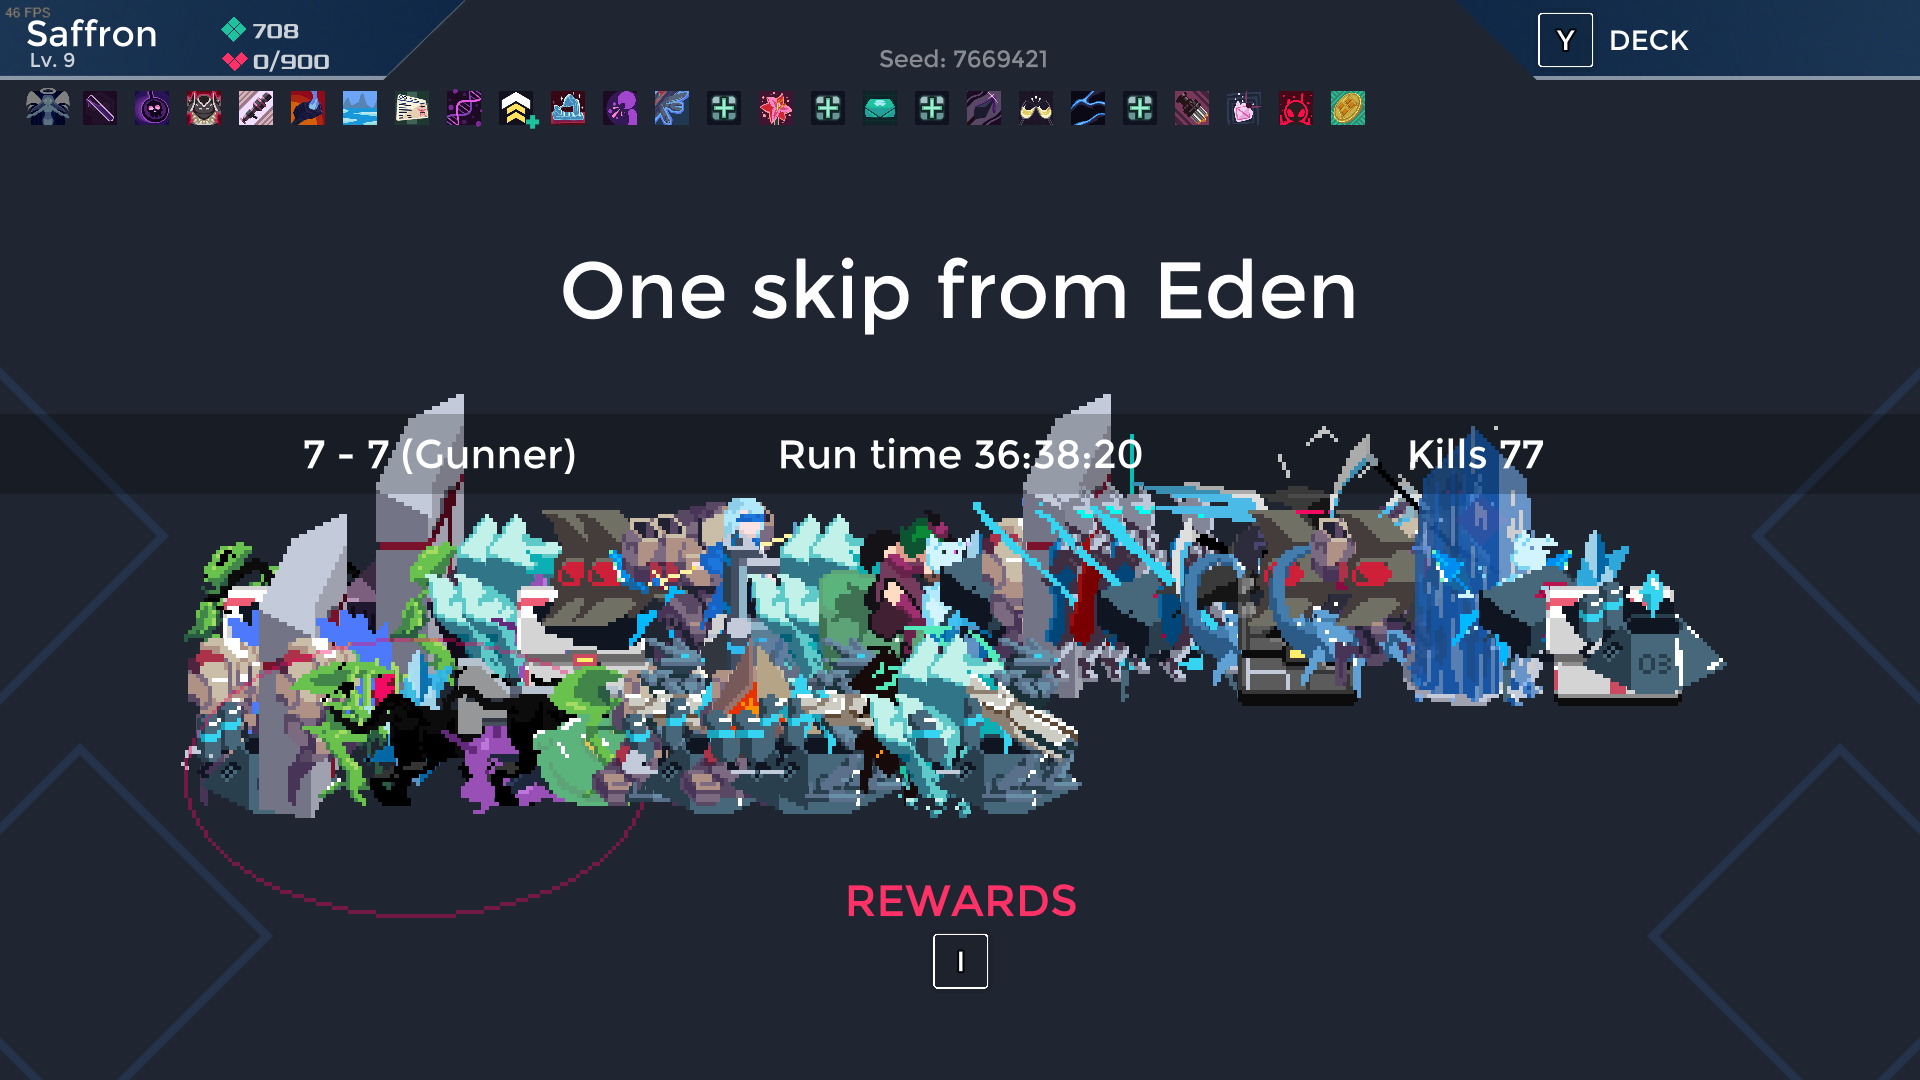 46 FPS
Saffron
Lv. 9
708
0/900
Seed: 7669421
Y DECK
One skip from Eden
7 - 7 (Gunner)
Run time 36:38:20
Kills 77
03
REWARDS
I